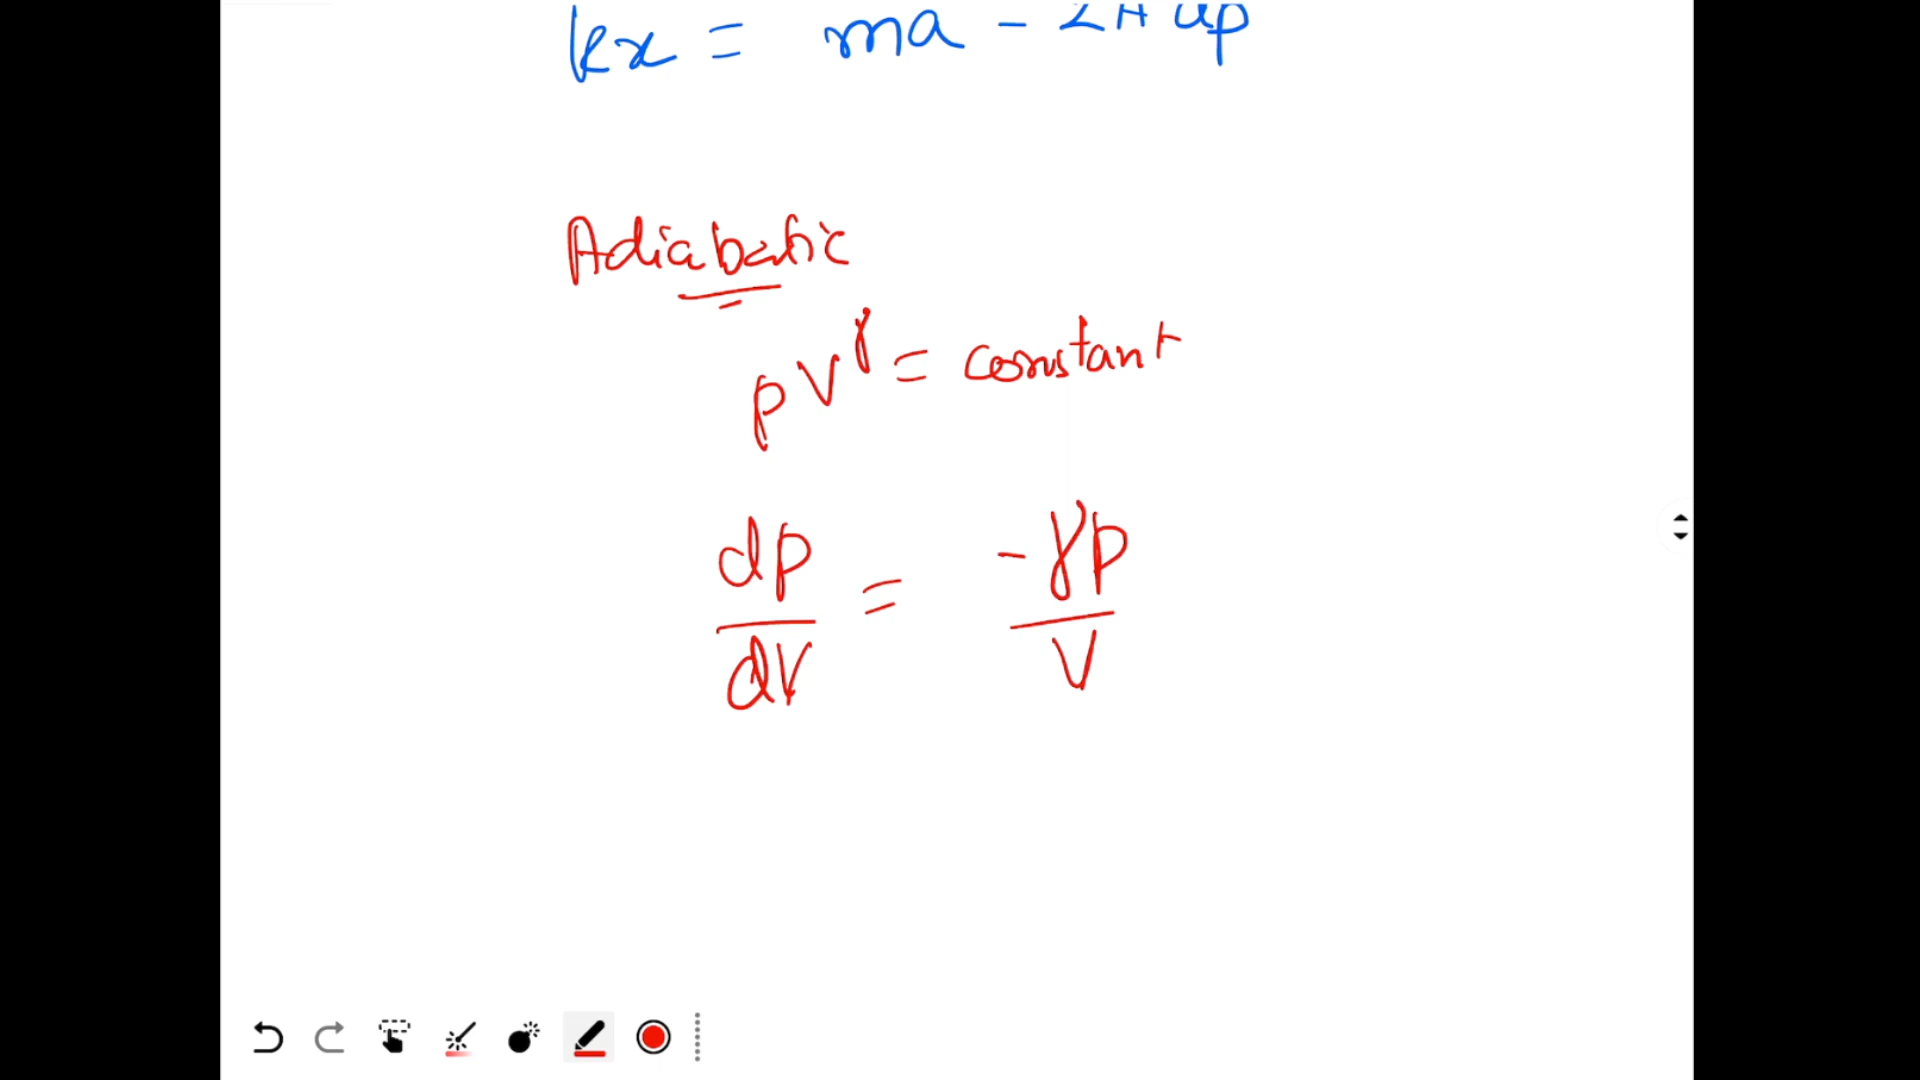 kx = ma - 2A dp
Adiabatic
pV^γ = constant
dp/dV = -γp/V